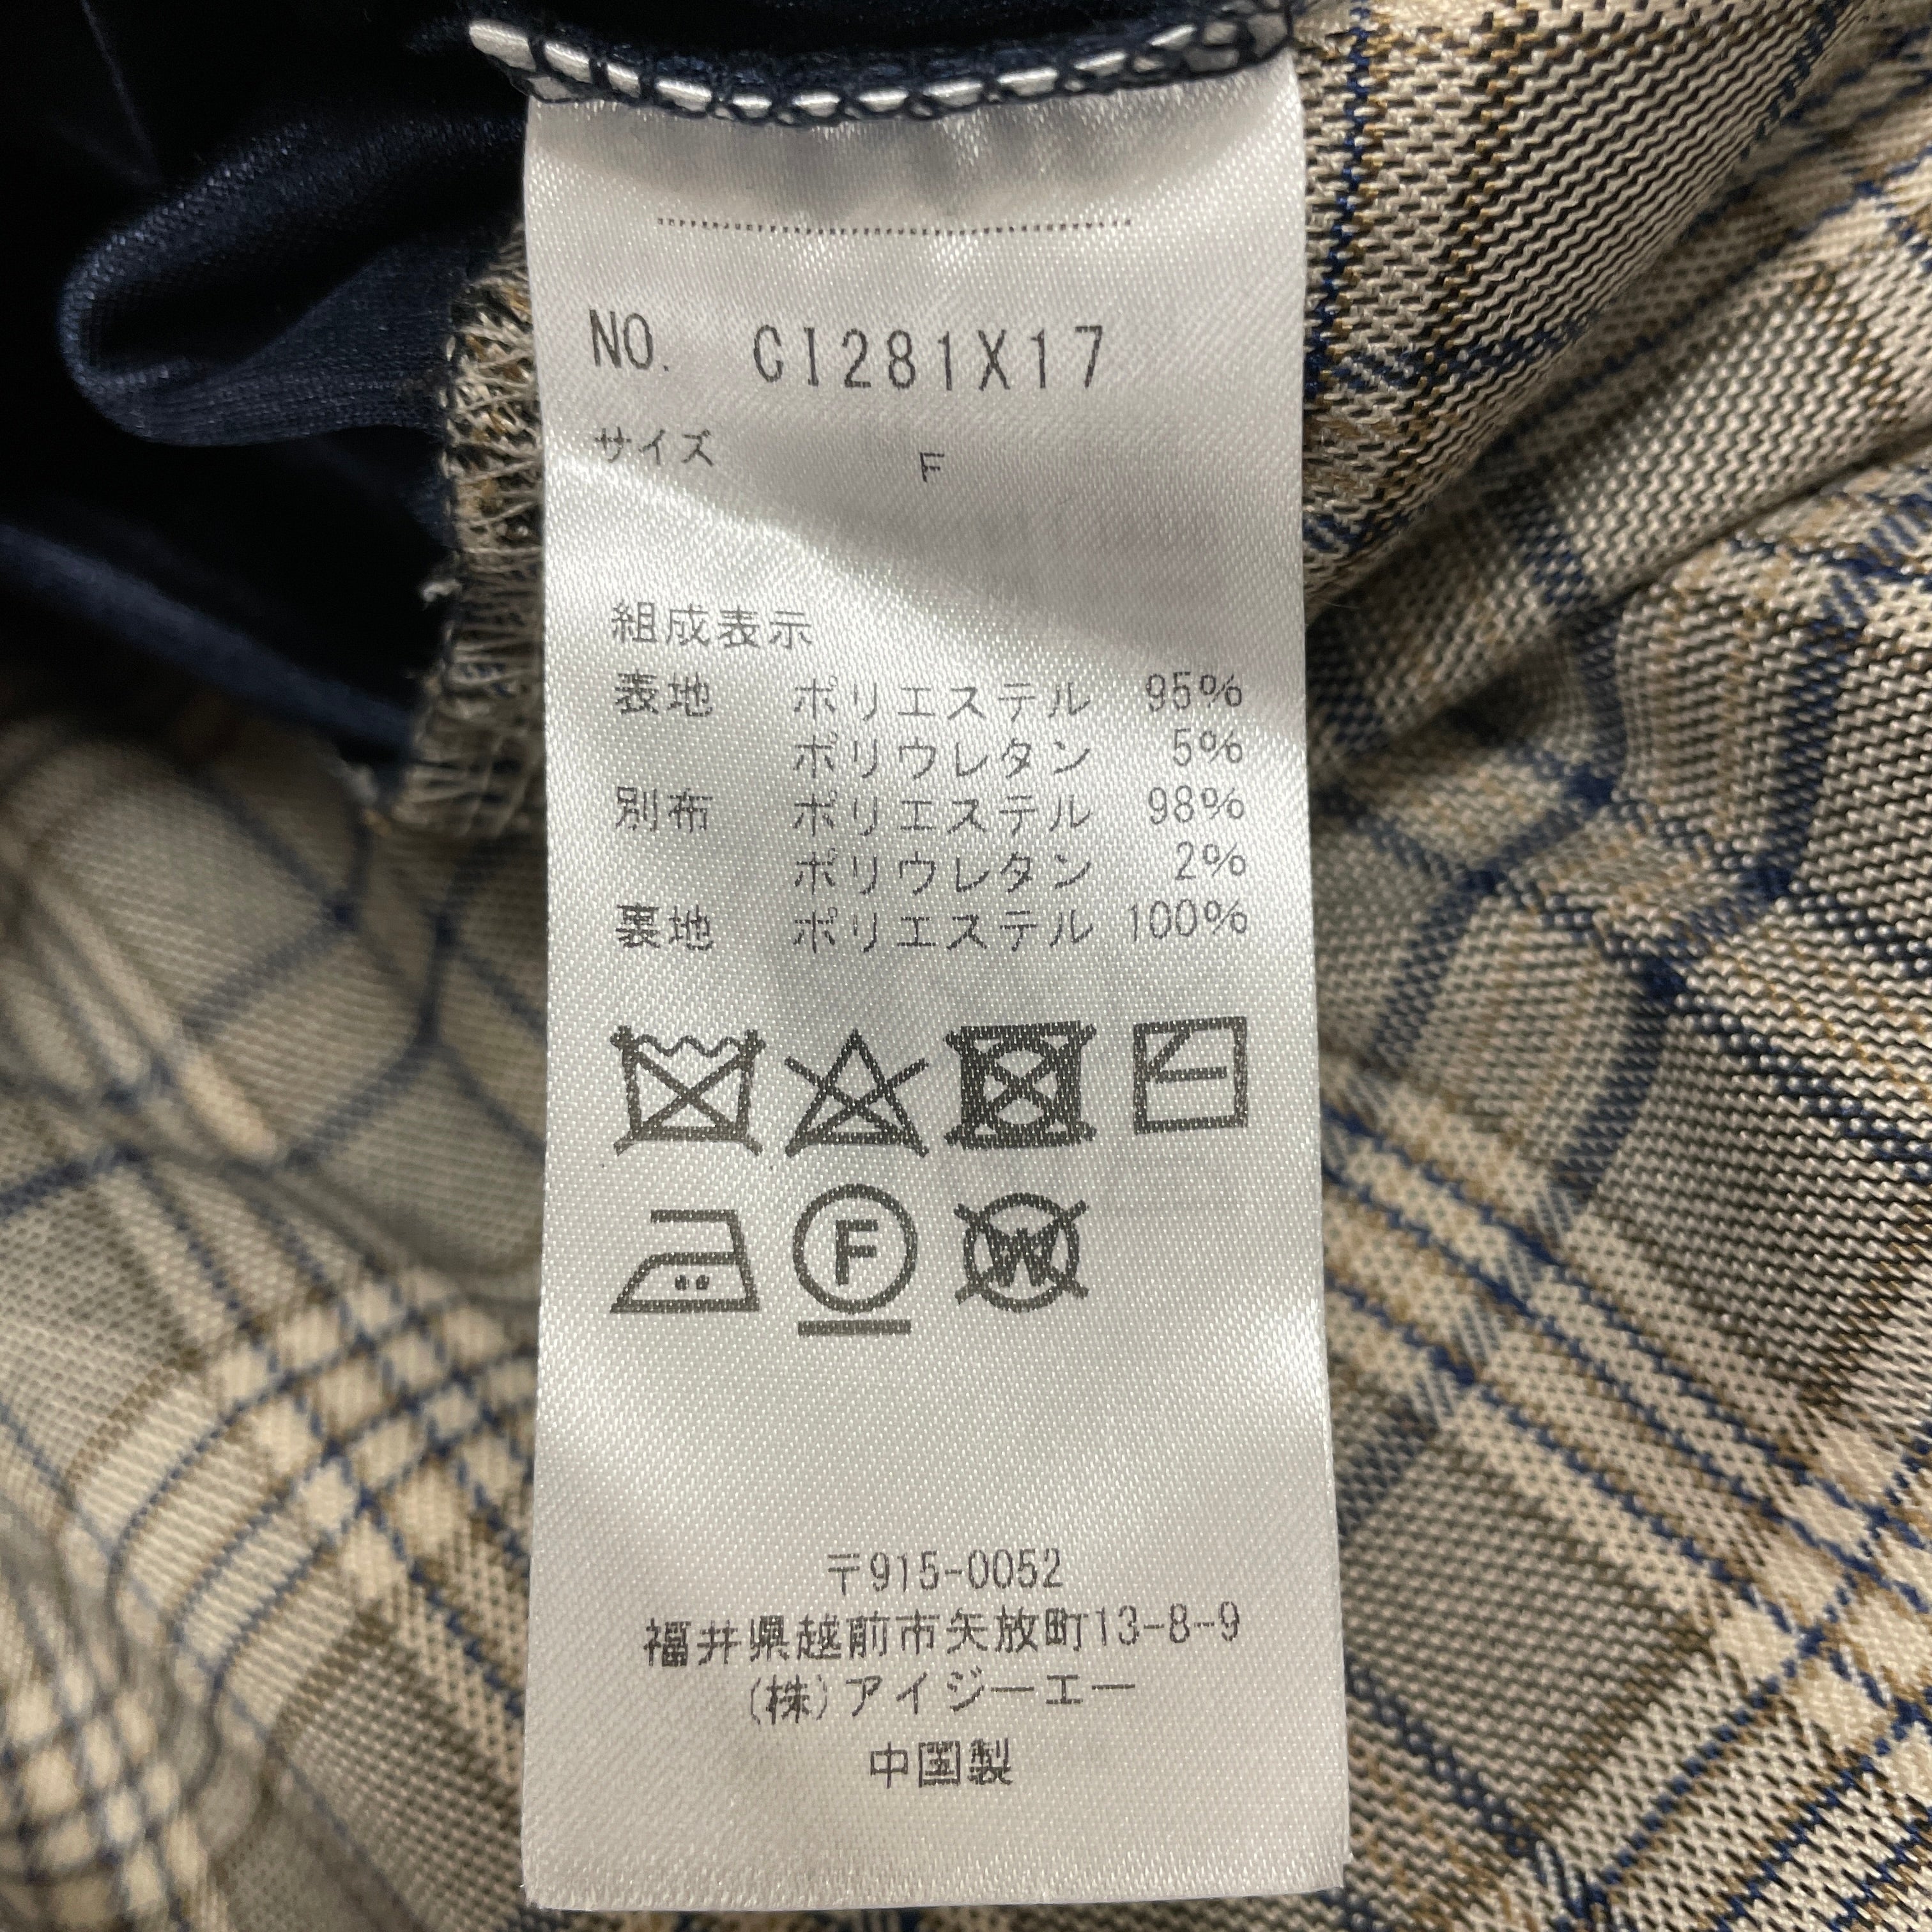 NO. CI281X17
サイズ F
組成表示
表地 ポリエステル 95%
ポリウレタン 5%
別布 ポリエステル 98%
ポリウレタン 2%
裏地 ポリエステル 100%
F W
〒915-0052
福井県越前市矢放町13-8-9
(株)アイジーエー
中国製